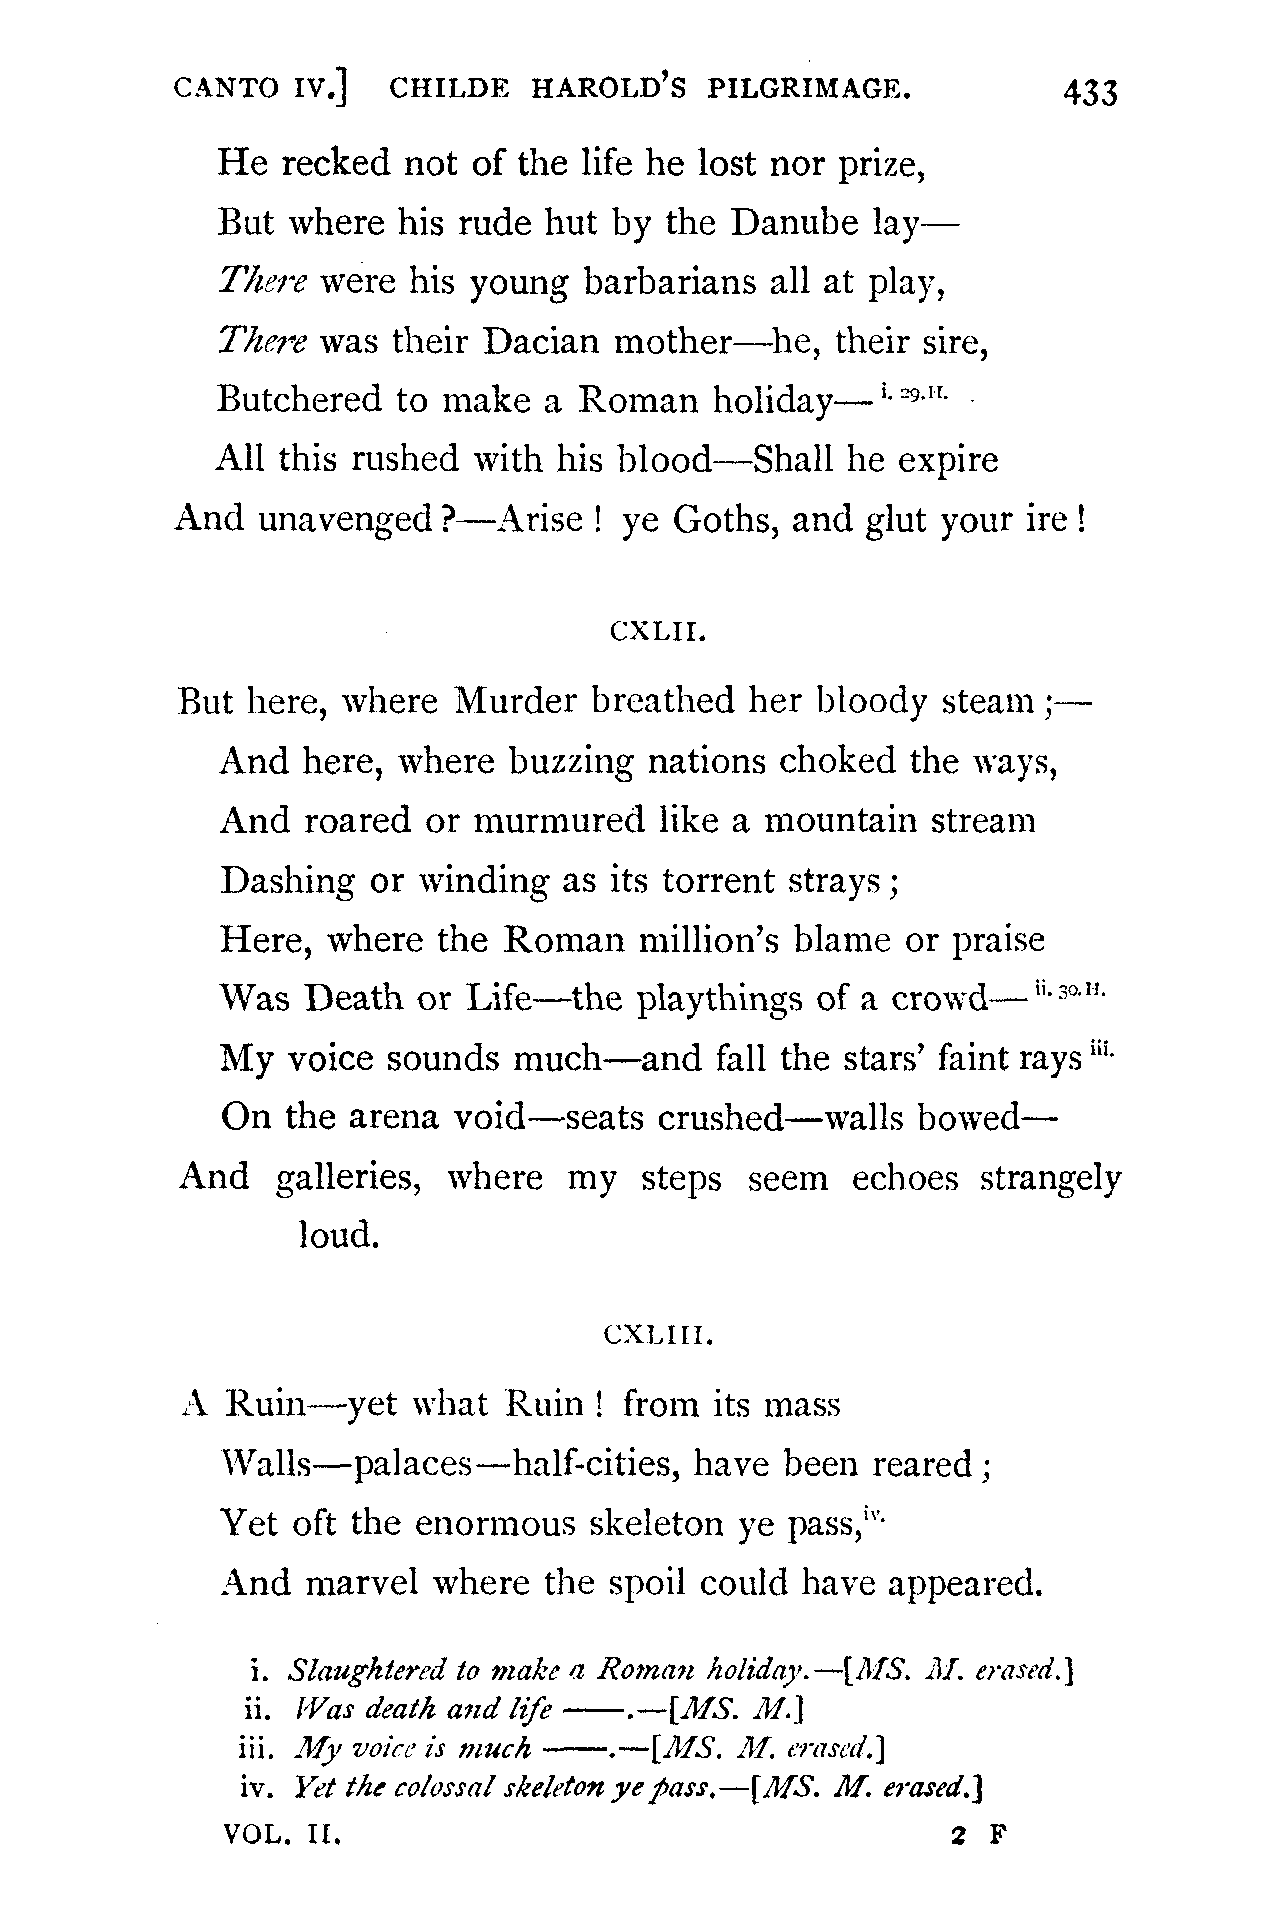 CANTO IV.] CHILDE HAROLD'S PILGRIMAGE. 433
He recked not of the life he lost nor prize,
But where his rude hut by the Danube lay—
There were his young barbarians all at play,
There was their Dacian mother—he, their sire,
Butchered to make a Roman holiday— i. 29.H.
All this rushed with his blood—Shall he expire
And unavenged?—Arise! ye Goths, and glut your ire!
CXLII.
But here, where Murder breathed her bloody steam;—
And here, where buzzing nations choked the ways,
And roared or murmured like a mountain stream
Dashing or winding as its torrent strays;
Here, where the Roman million's blame or praise
Was Death or Life—the playthings of a crowd— ii. 30.H.
My voice sounds much—and fall the stars' faint rays iii.
On the arena void—seats crushed—walls bowed—
And galleries, where my steps seem echoes strangely
loud.
CXLIII.
A Ruin—yet what Ruin! from its mass
Walls—palaces—half-cities, have been reared;
Yet oft the enormous skeleton ye pass, iv.
And marvel where the spoil could have appeared.
i. Slaughtered to make a Roman holiday.—[MS. M. erased.]
ii. Was death and life ——.—[MS. M.]
iii. My voice is much ——.—[MS. M. erased.]
iv. Yet the colossal skeleton ye pass.—[MS. M. erased.]
VOL. II. 2 F